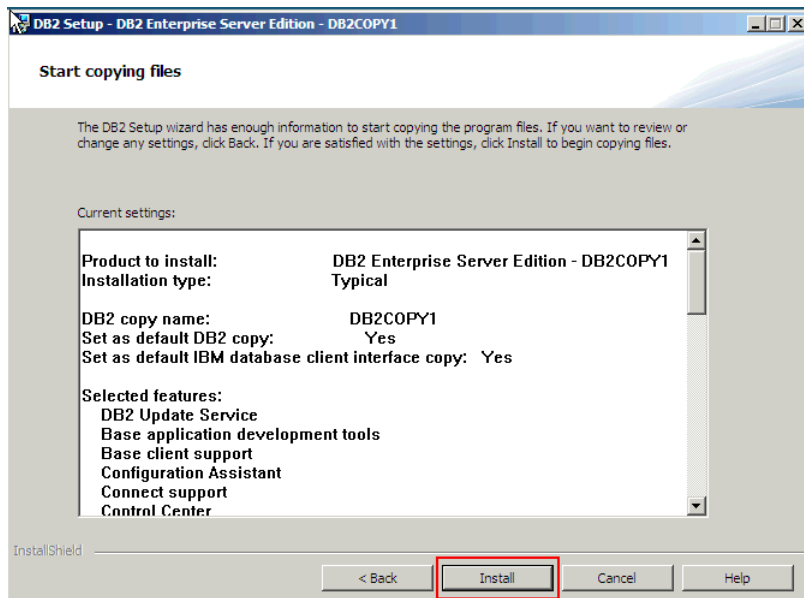 DB2 Setup - DB2 Enterprise Server Edition - DB2COPY1
Start copying files
The DB2 Setup wizard has enough information to start copying the program files. If you want to review or
change any settings, click Back. If you are satisfied with the settings, click Install to begin copying files.
Current settings:
Product to install: DB2 Enterprise Server Edition - DB2COPY1
Installation type: Typical
DB2 copy name: DB2COPY1
Set as default DB2 copy: Yes
Set as default IBM database client interface copy: Yes
Selected features:
DB2 Update Service
Base application development tools
Base client support
Configuration Assistant
Connect support
Control Center
InstallShield
< Back Install Cancel Help